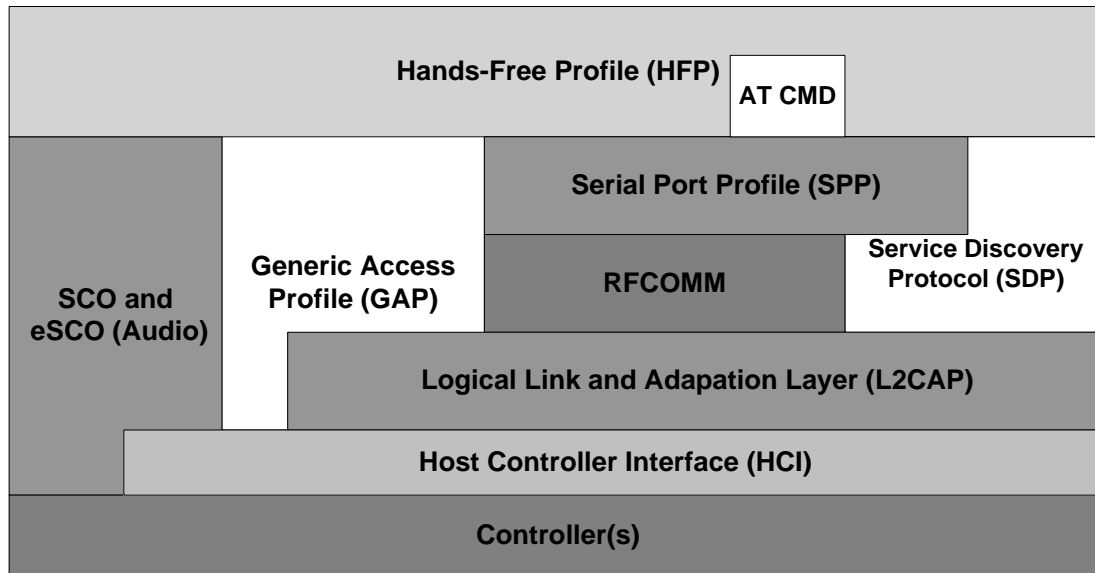 Hands-Free Profile (HFP)
AT CMD
Serial Port Profile (SPP)
Generic Access
Profile (GAP)
Service Discovery
Protocol (SDP)
RFCOMM
SCO and
eSCO (Audio)
Logical Link and Adapation Layer (L2CAP)
Host Controller Interface (HCI)
Controller(s)